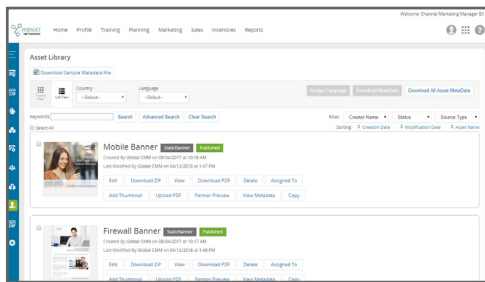 Welcome Channel Marketing Manager EX
WIDGET
Home Profile Training Planning Marketing Sales Incentives Reports
Asset Library
Download Sample Metadata File
Country
Language
--Select--
--Select--
Assign Campaign
Download MetaData
Download All Asset MetaData
Keywords
Search
Advanced Search
Clear Search
Filter:
Creator Name
Status
Source Type
Select All
Sorting:
Creation Date
Modification Date
Asset Name
Mobile Banner
Static Banner
Published
Created By Global CMM on 08/04/2017 at 10:18 AM
Last Modified By Global CMM on 04/12/2018 at 1:47 PM
Edit
Download ZIP
View
Download PDF
Delete
Assigned To
Add Thumbnail
Upload PDF
Partner Preview
View Metadata
Copy
Firewall Banner
Static Banner
Published
Created By Global CMM on 08/04/2017 at 10:17 AM
Last Modified By Global CMM on 04/12/2018 at 1:48 PM
Edit
Download ZIP
View
Download PDF
Delete
Assigned To
Add Thumbnail
Upload PDF
Partner Preview
View Metadata
Copy